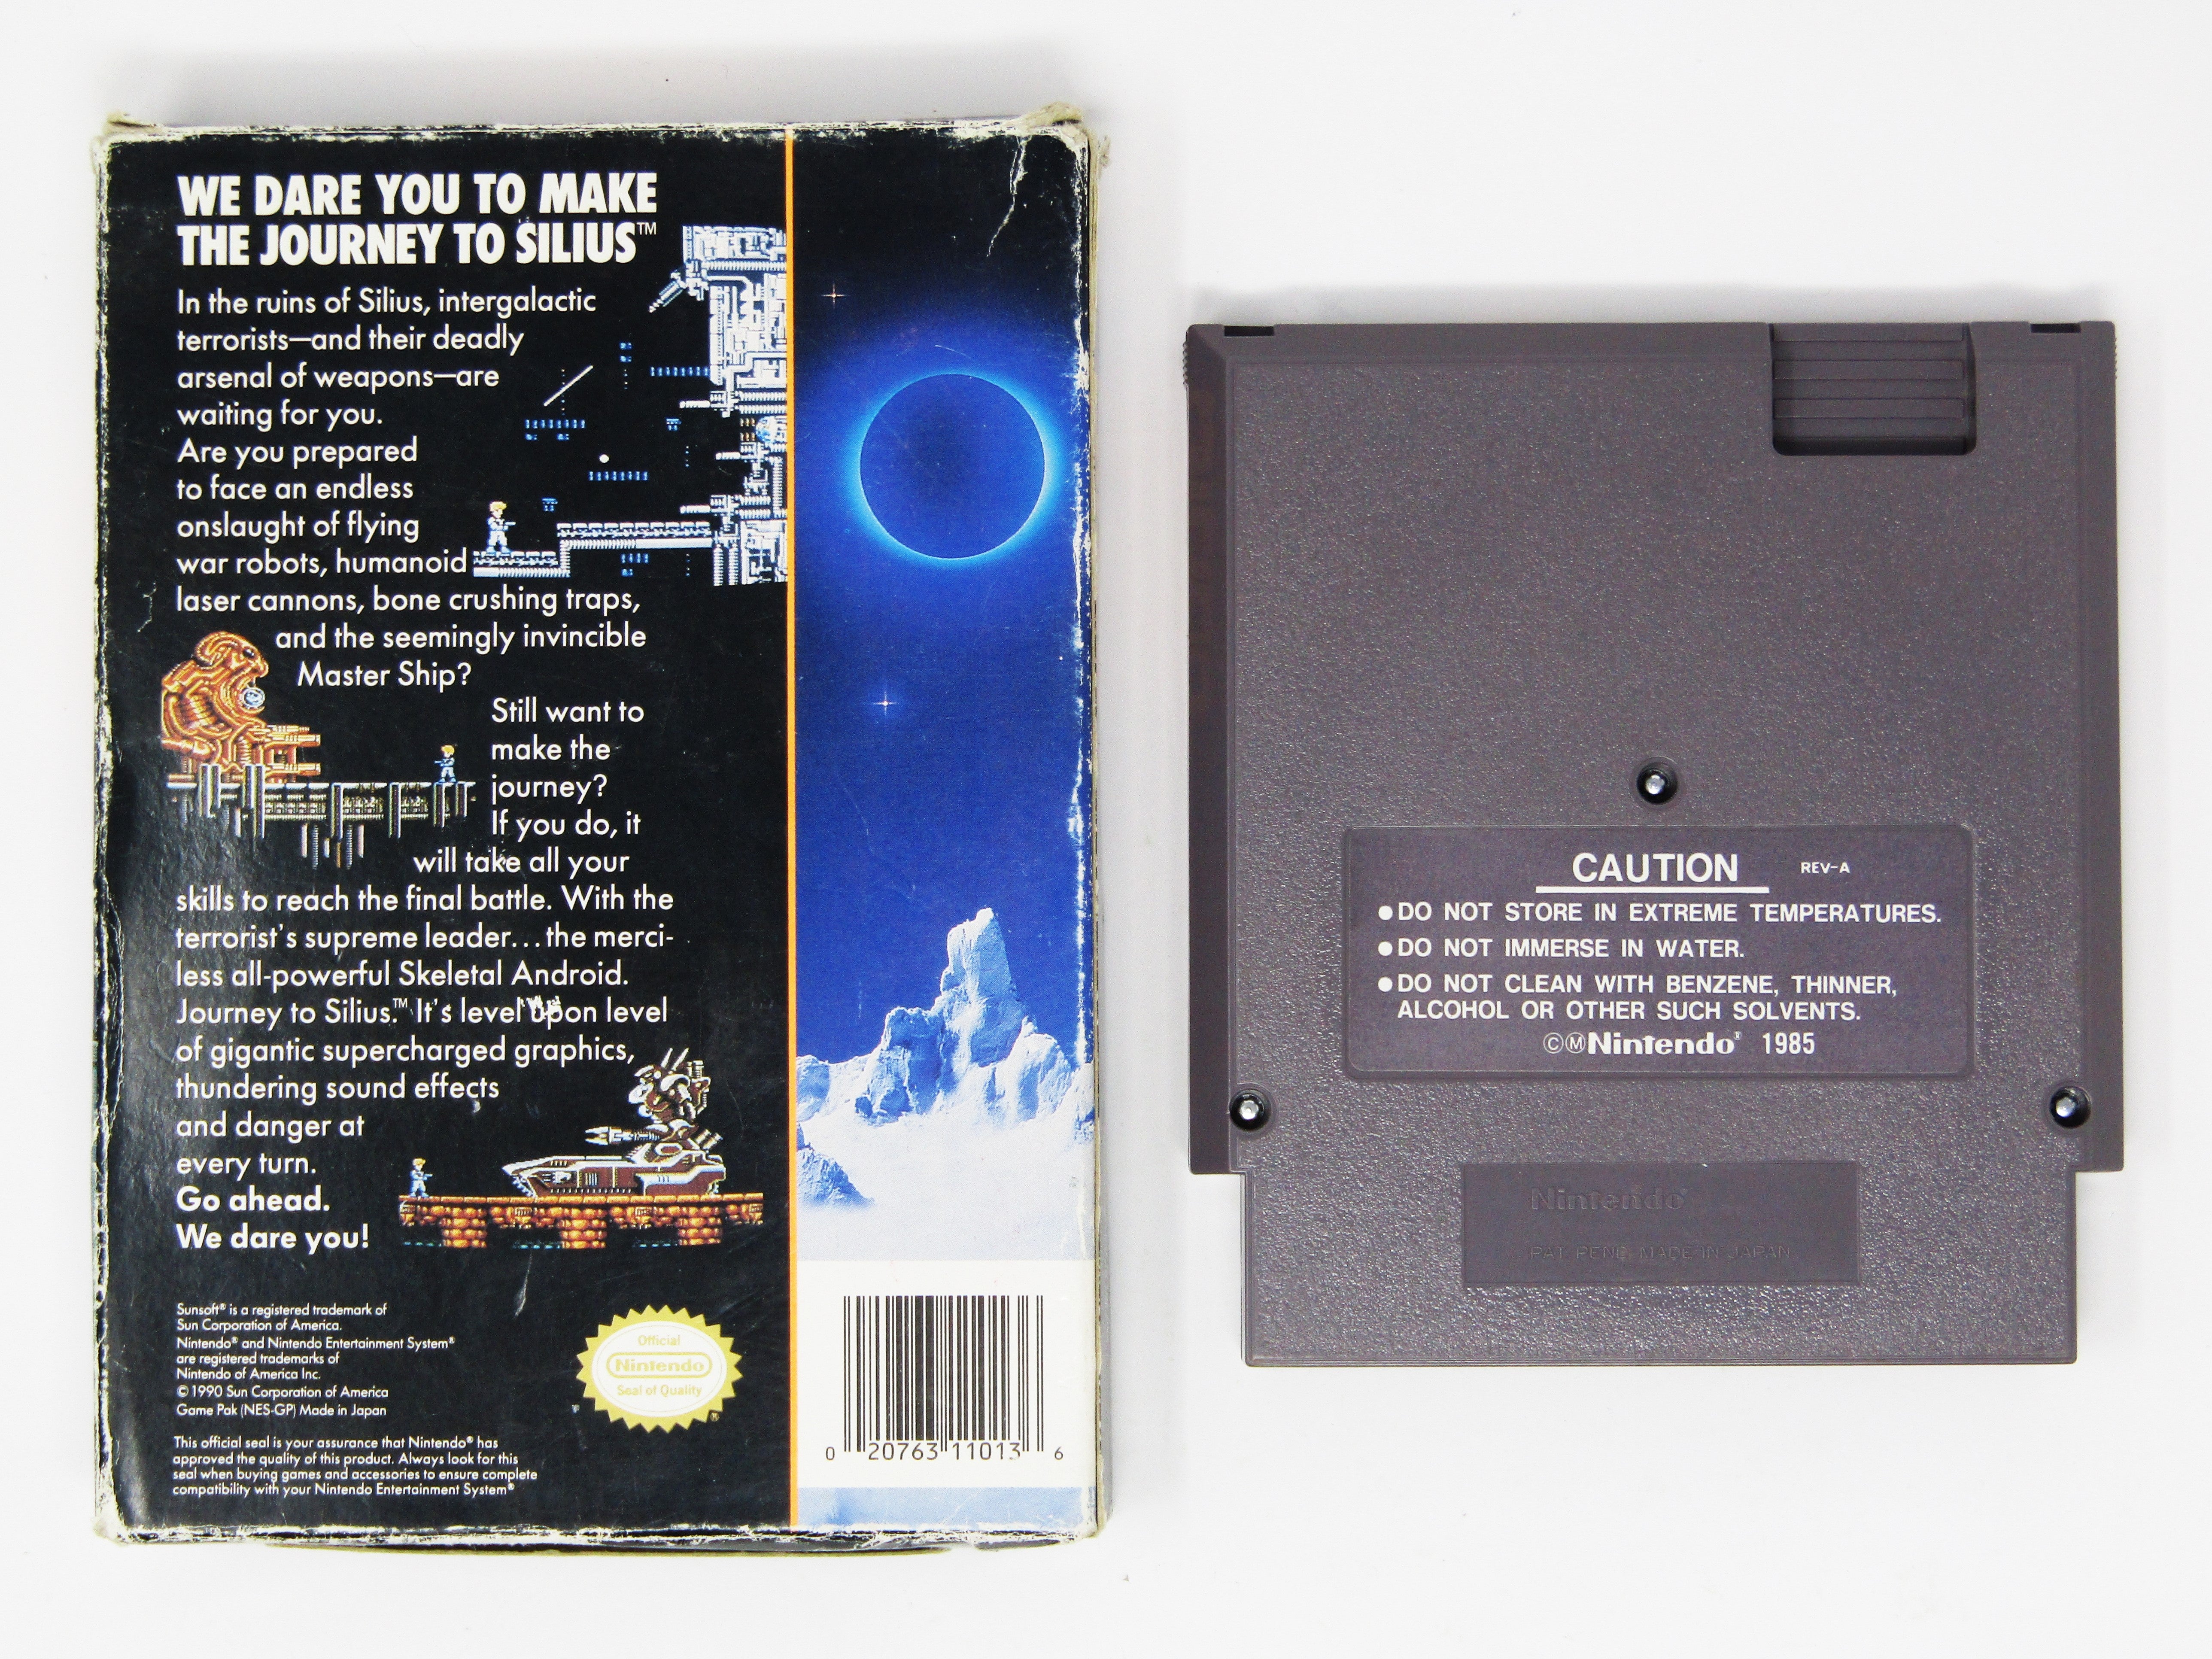 WE DARE YOU TO MAKE
THE JOURNEY TO SILIUS™
In the ruins of Silius, intergalactic
terrorists—and their deadly
arsenal of weapons—are
waiting for you.
Are you prepared
to face an endless
onslaught of flying
war robots, humanoid
laser cannons, bone crushing traps,
and the seemingly invincible
Master Ship?
Still want to
make the
journey?
If you do, it
will take all your
skills to reach the final battle. With the
terrorist's supreme leader...the merci-
less all-powerful Skeletal Android.
Journey to Silius.™ It's level upon level
of gigantic supercharged graphics,
thundering sound effects
and danger at
every turn.
Go ahead.
We dare you!
Sunsoft® is a registered trademark of
Sun Corporation of America.
Nintendo® and Nintendo Entertainment System®
are registered trademarks of
Nintendo of America Inc.
© 1990 Sun Corporation of America
Game Pak (NES-GP) Made in Japan
This official seal is your assurance that Nintendo® has
approved the quality of this product. Always look for this
seal when buying games and accessories to ensure complete
compatibility with your Nintendo Entertainment System®
Official
Nintendo
Seal of Quality
®
0 20763 11013 6
CAUTION REV-A
●DO NOT STORE IN EXTREME TEMPERATURES.
●DO NOT IMMERSE IN WATER.
●DO NOT CLEAN WITH BENZENE, THINNER,
ALCOHOL OR OTHER SUCH SOLVENTS.
©Ⓜ Nintendo® 1985
Nintendo®
PAT. PEND. MADE IN JAPAN